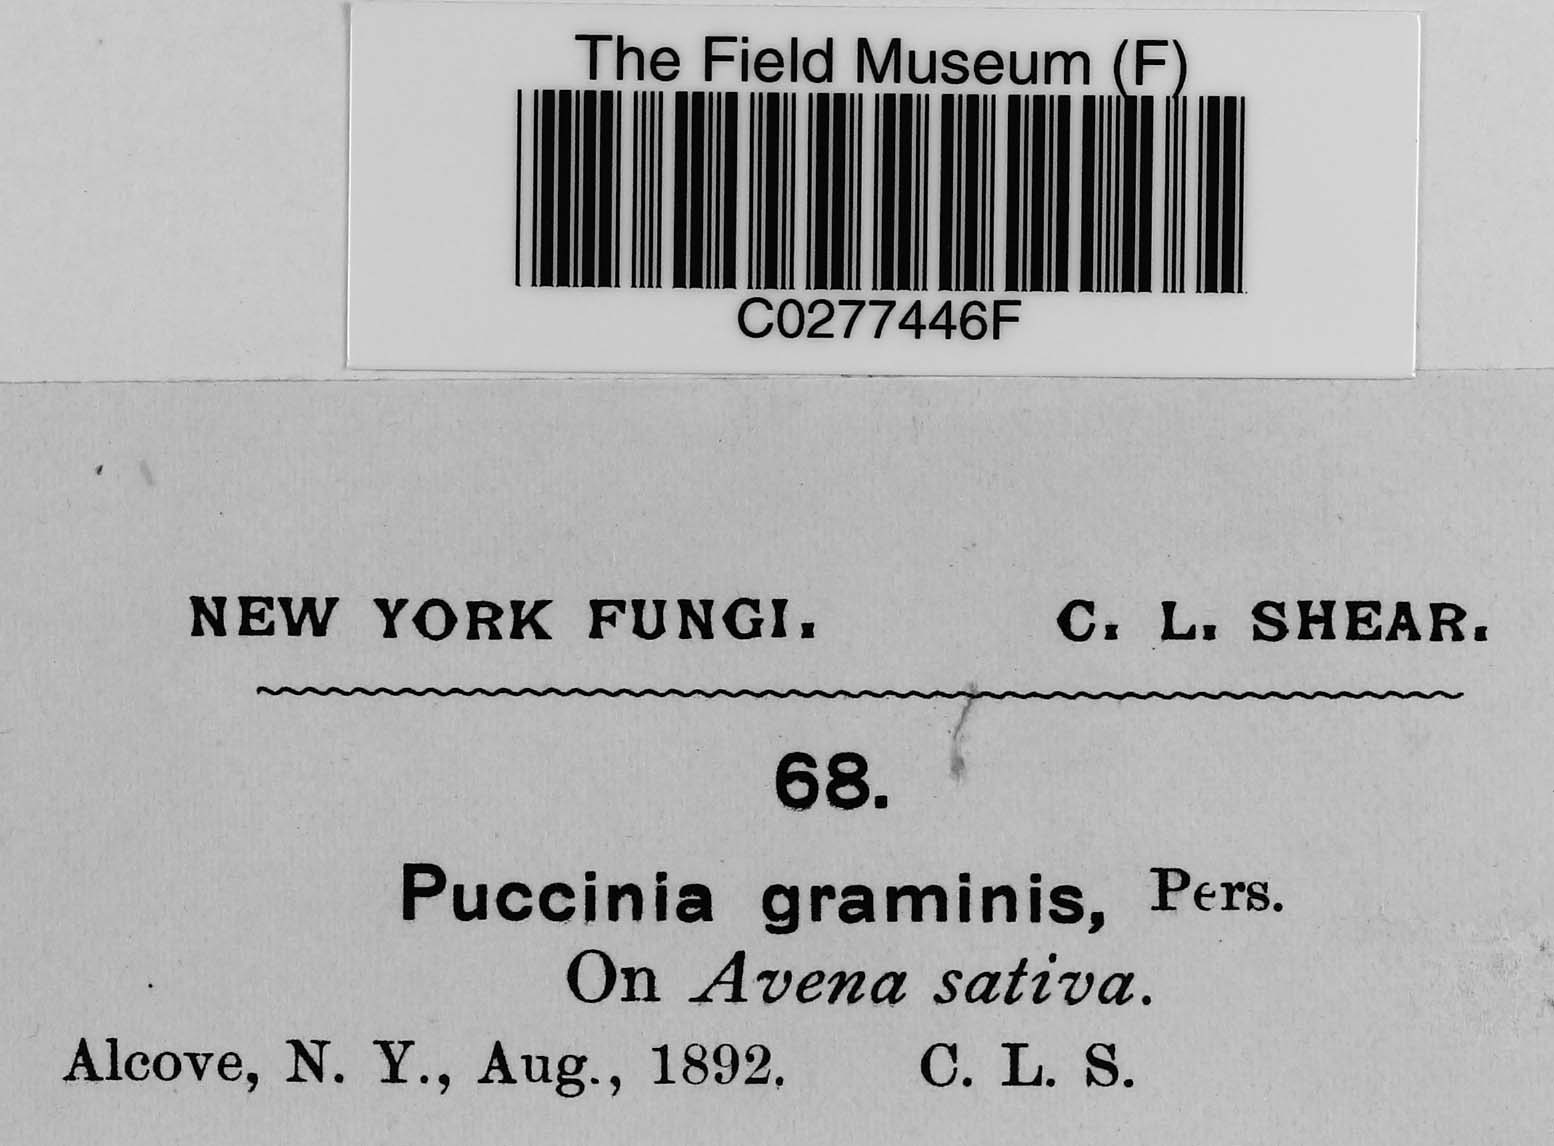 The Field Museum (F)
C0277446F
NEW YORK FUNGI. C. L. SHEAR.
68.
Puccinia graminis, Pers.
On Avena sativa.
Alcove, N. Y., Aug., 1892. C. L. S.